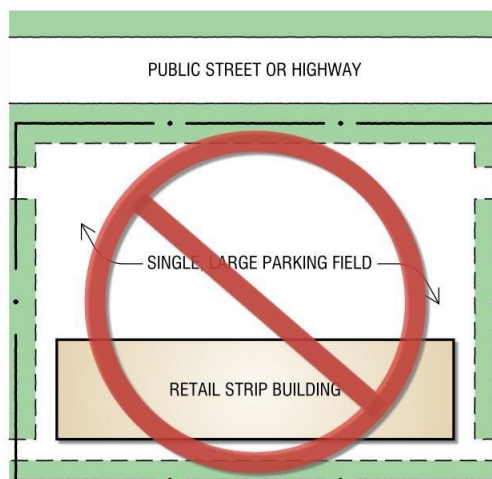 PUBLIC STREET OR HIGHWAY
SINGLE, LARGE PARKING FIELD
RETAIL STRIP BUILDING